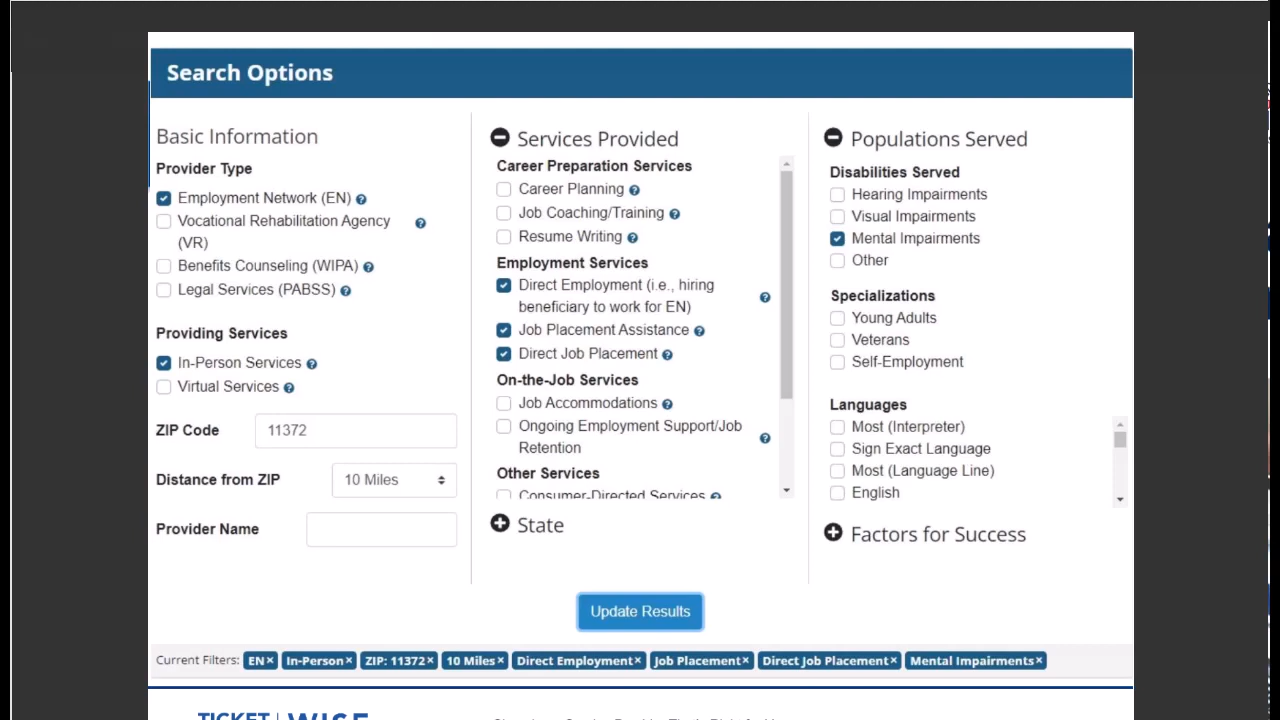 Search Options
Basic Information
Provider Type
Employment Network (EN)
Vocational Rehabilitation Agency
(VR)
Benefits Counseling (WIPA)
Legal Services (PABSS)
Providing Services
In-Person Services
Virtual Services
ZIP Code 11372
Distance from ZIP 10 Miles
Provider Name
Services Provided
Career Preparation Services
Career Planning
Job Coaching/Training
Resume Writing
Employment Services
Direct Employment (i.e., hiring
beneficiary to work for EN)
Job Placement Assistance
Direct Job Placement
On-the-Job Services
Job Accommodations
Ongoing Employment Support/Job
Retention
Other Services
Consumer-Directed Services
State
Populations Served
Disabilities Served
Hearing Impairments
Visual Impairments
Mental Impairments
Other
Specializations
Young Adults
Veterans
Self-Employment
Languages
Most (Interpreter)
Sign Exact Language
Most (Language Line)
English
Factors for Success
Update Results
Current Filters: EN× In-Person× ZIP: 11372× 10 Miles× Direct Employment× Job Placement× Direct Job Placement× Mental Impairments×
TICKET | WISE